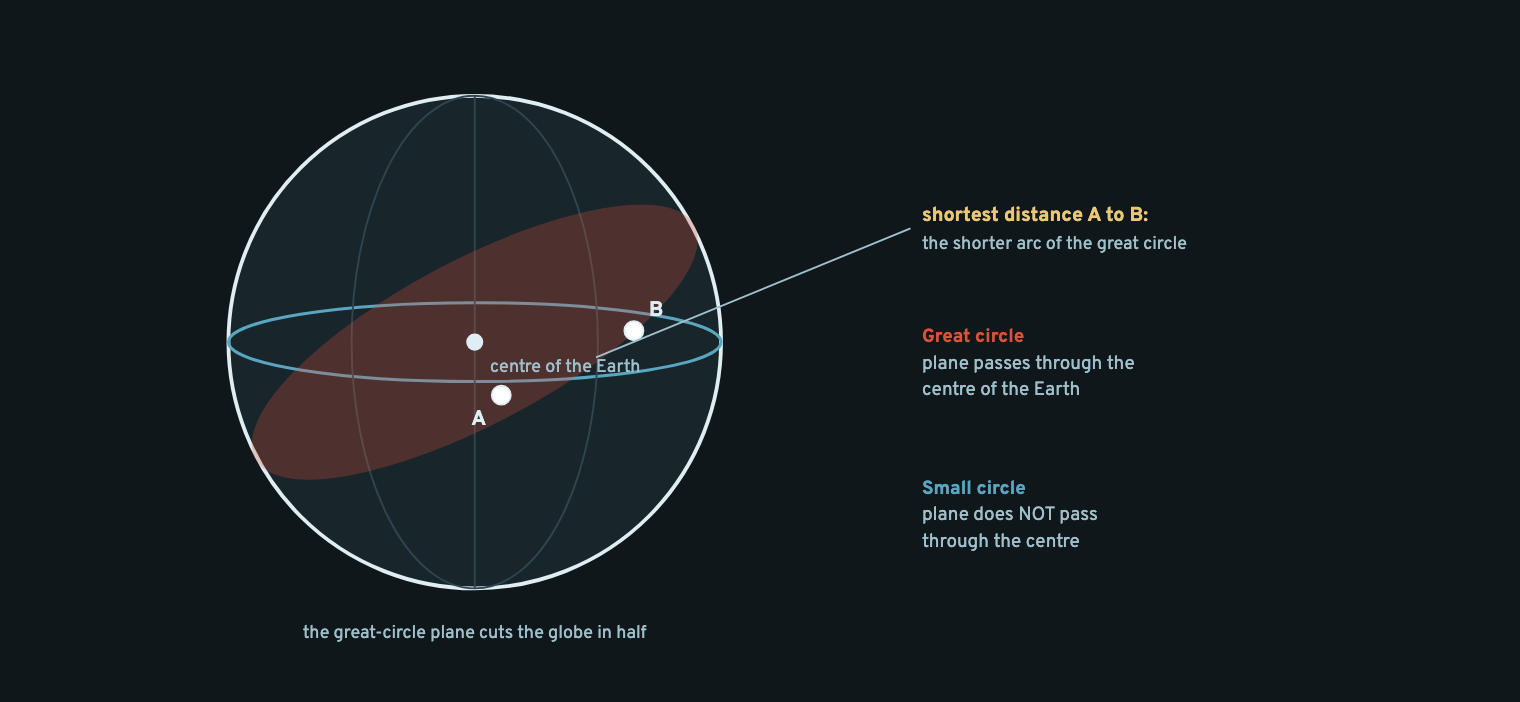 shortest distance A to B:
the shorter arc of the great circle
B
Great circle
plane passes through the
centre of the Earth
centre of the Earth
A
Small circle
plane does NOT pass
through the centre
the great-circle plane cuts the globe in half